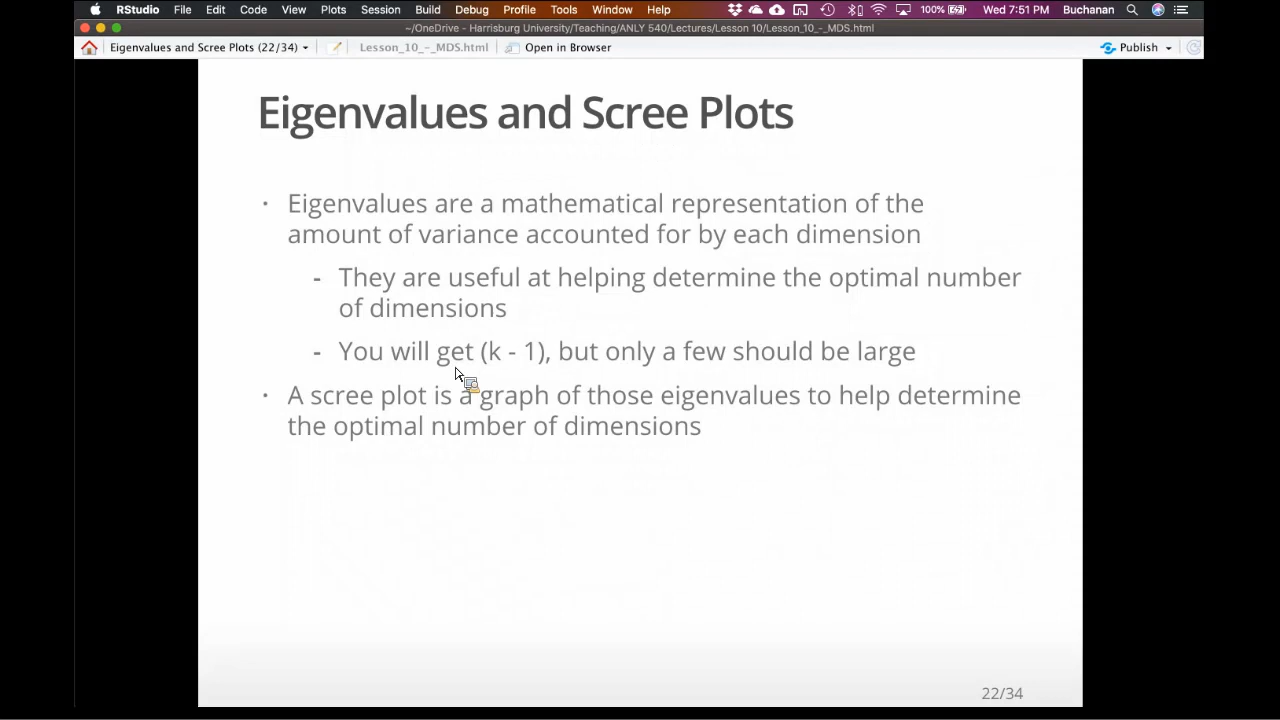 RStudio File Edit Code View Plots Session Build Debug Profile Tools Window Help 100% Wed 7:51 PM Buchanan
~/OneDrive - Harrisburg University/Teaching/ANLY 540/Lectures/Lesson 10/Lesson_10_-_MDS.html
Eigenvalues and Scree Plots (22/34) Lesson_10_-_MDS.html Open in Browser Publish
Eigenvalues and Scree Plots
· Eigenvalues are a mathematical representation of the
amount of variance accounted for by each dimension
- They are useful at helping determine the optimal number
of dimensions
- You will get (k - 1), but only a few should be large
· A scree plot is a graph of those eigenvalues to help determine
the optimal number of dimensions
22/34